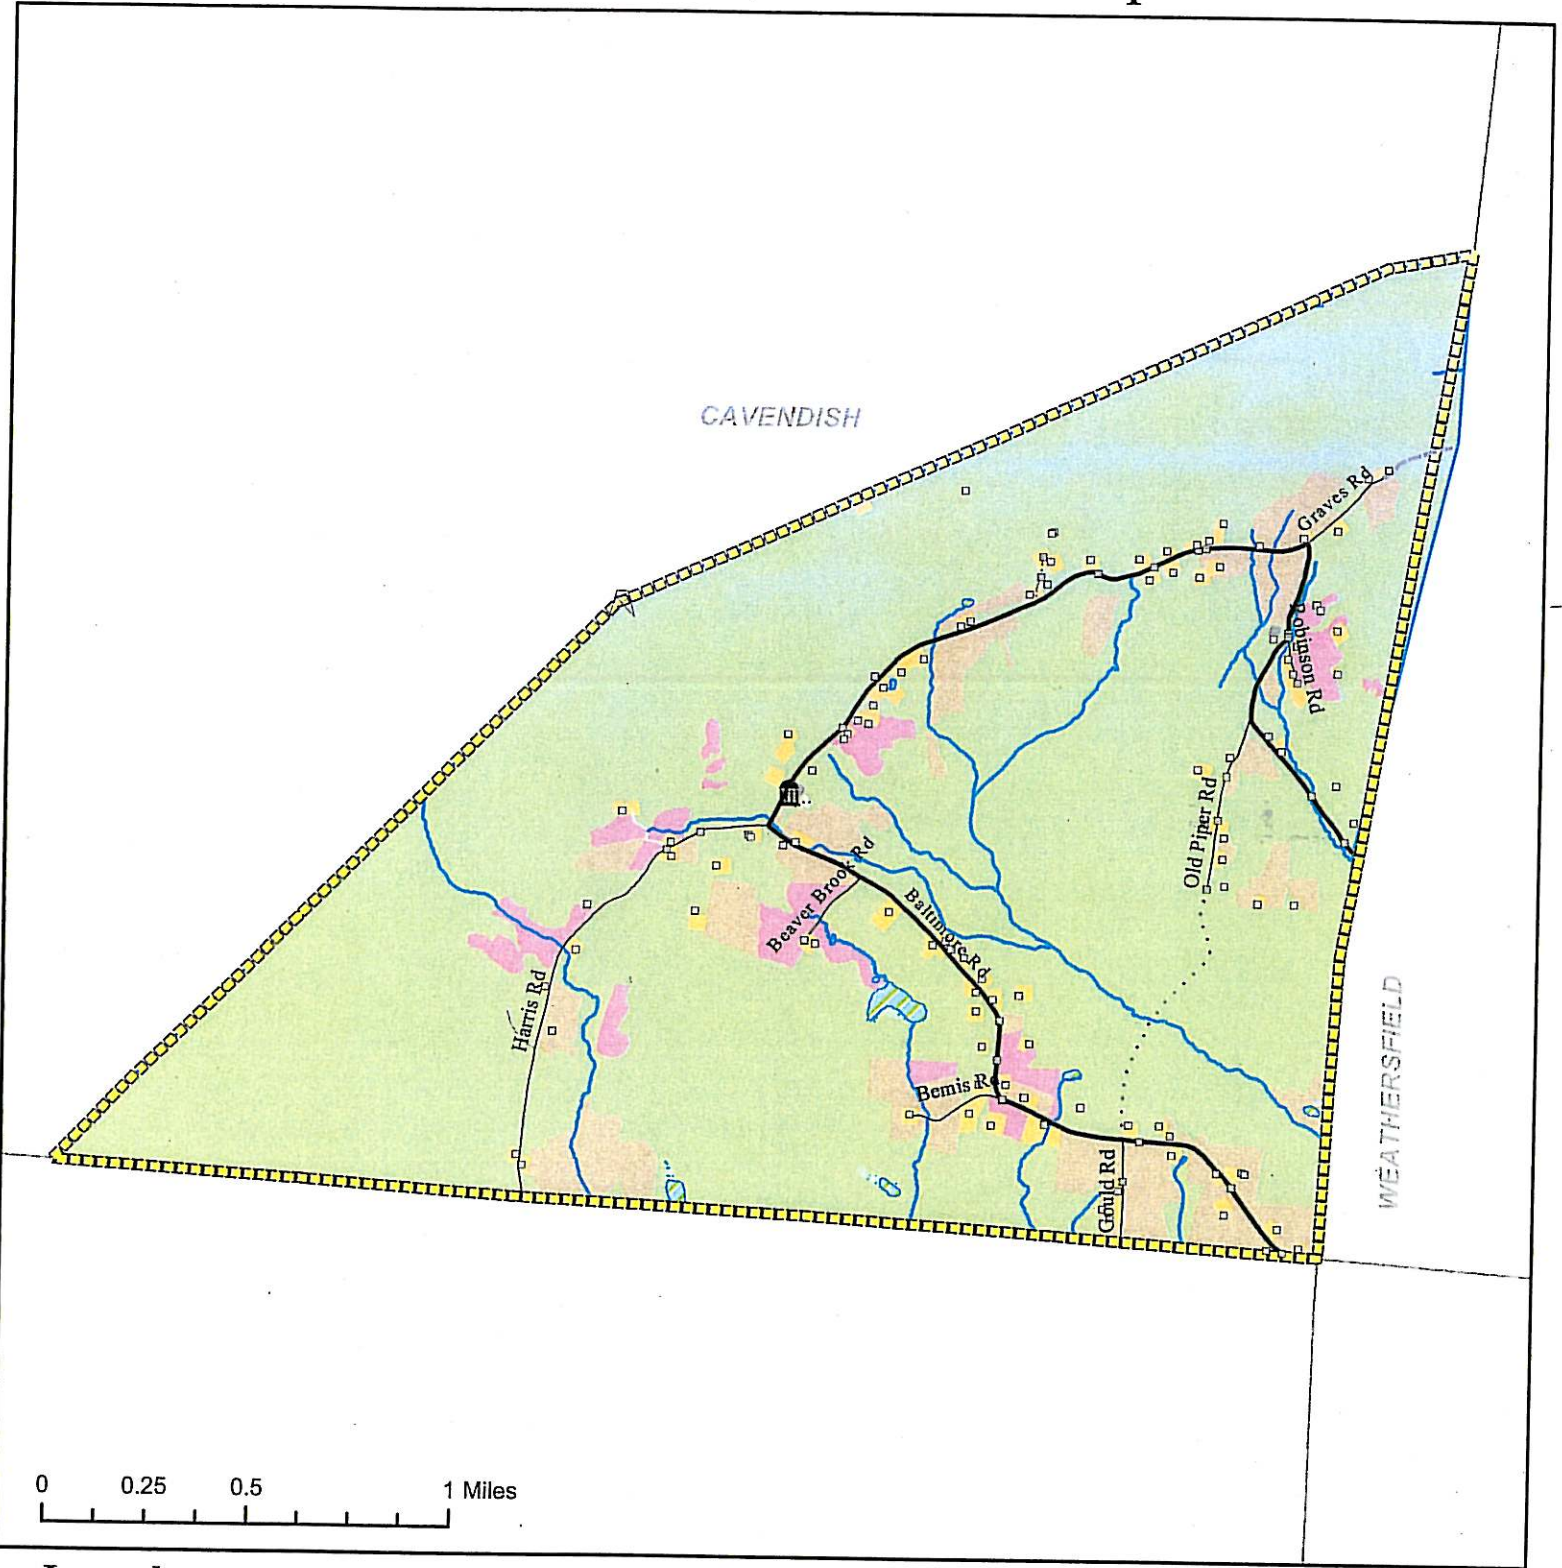 CAVENDISH
Graves Rd
Robinson Rd
Old Piper Rd
Beaver Brook Rd
Baltimore Rd
Harris Rd
Bemis Rd
Gould Rd
WEATHERSFIELD
0 0.25 0.5 1 Miles